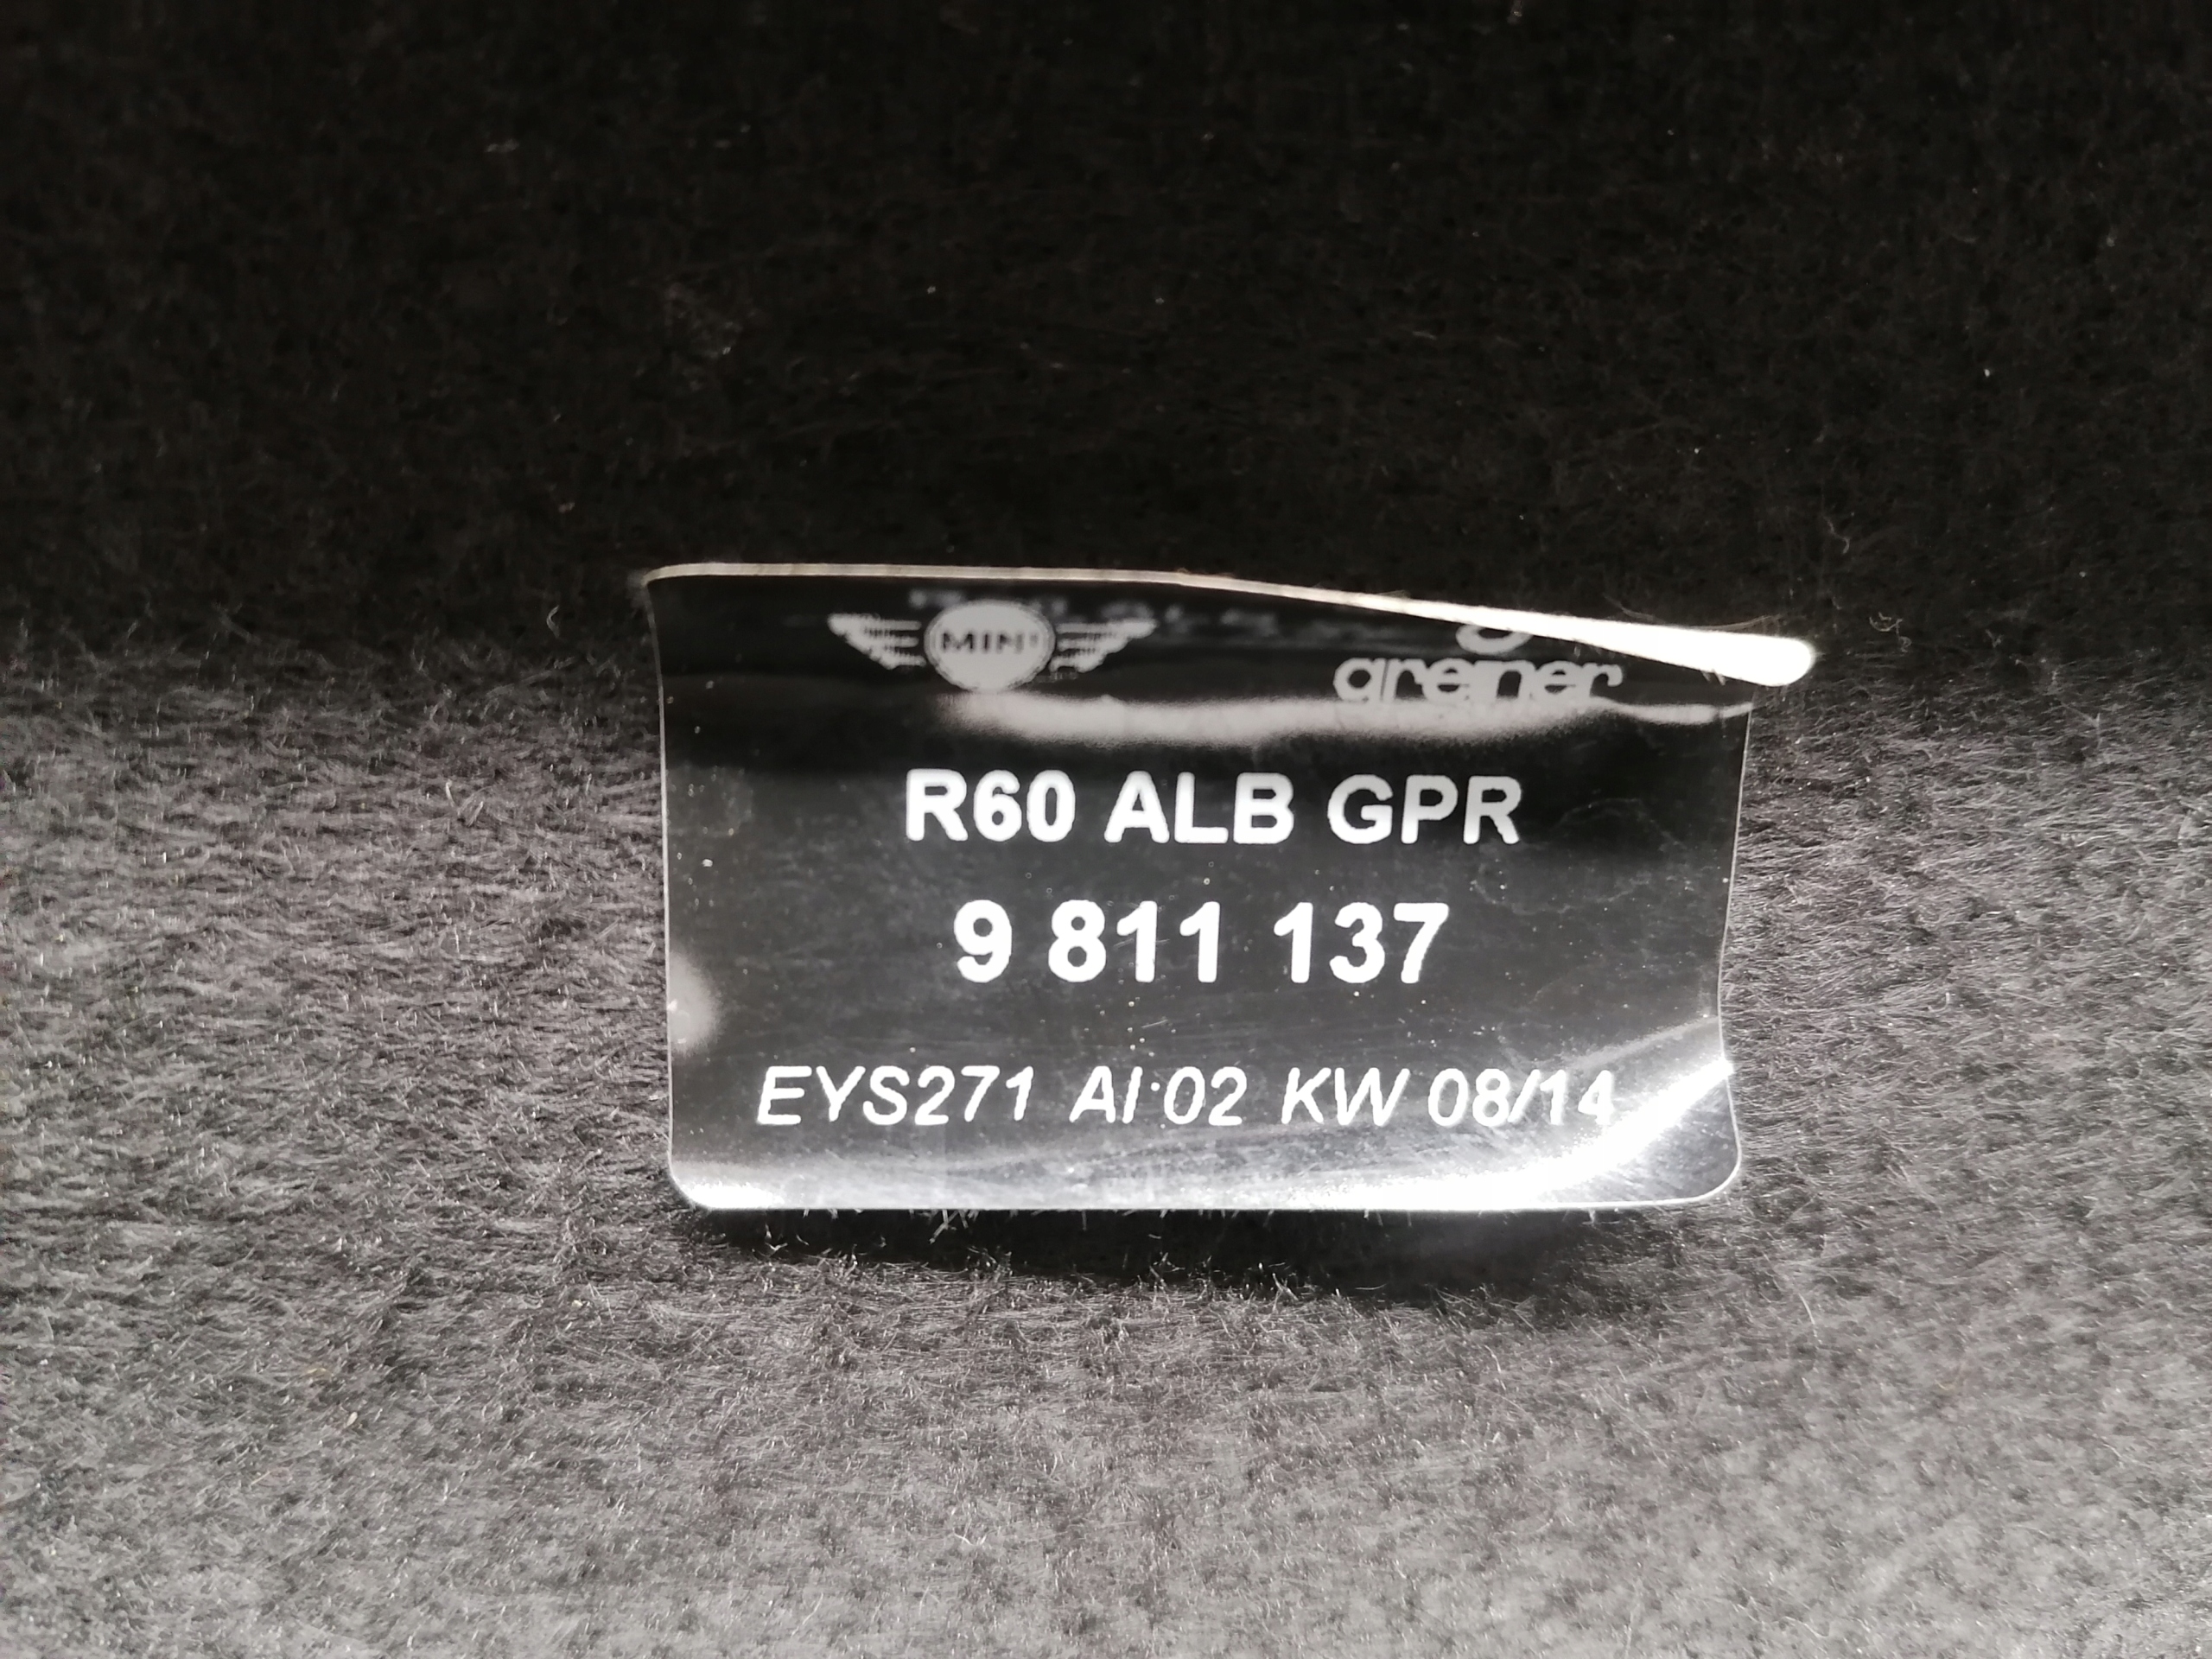 MINI
greiner
R60 ALB GPR
9 811 137
EYS271 AI:02 KW 08/14